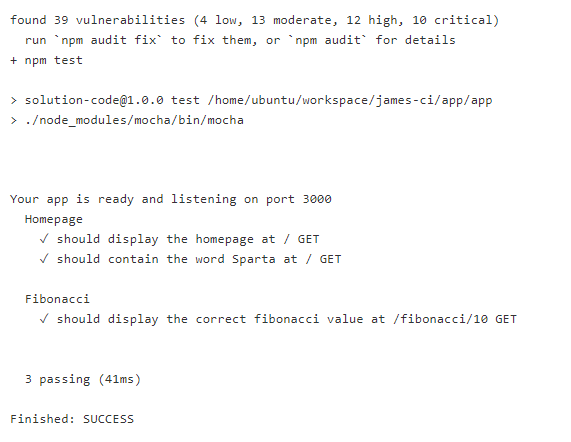 found 39 vulnerabilities (4 low, 13 moderate, 12 high, 10 critical)
  run `npm audit fix` to fix them, or `npm audit` for details
+ npm test

> solution-code@1.0.0 test /home/ubuntu/workspace/james-ci/app/app
> ./node_modules/mocha/bin/mocha

Your app is ready and listening on port 3000
  Homepage
    ✓ should display the homepage at / GET
    ✓ should contain the word Sparta at / GET

  Fibonacci
    ✓ should display the correct fibonacci value at /fibonacci/10 GET

  3 passing (41ms)

Finished: SUCCESS